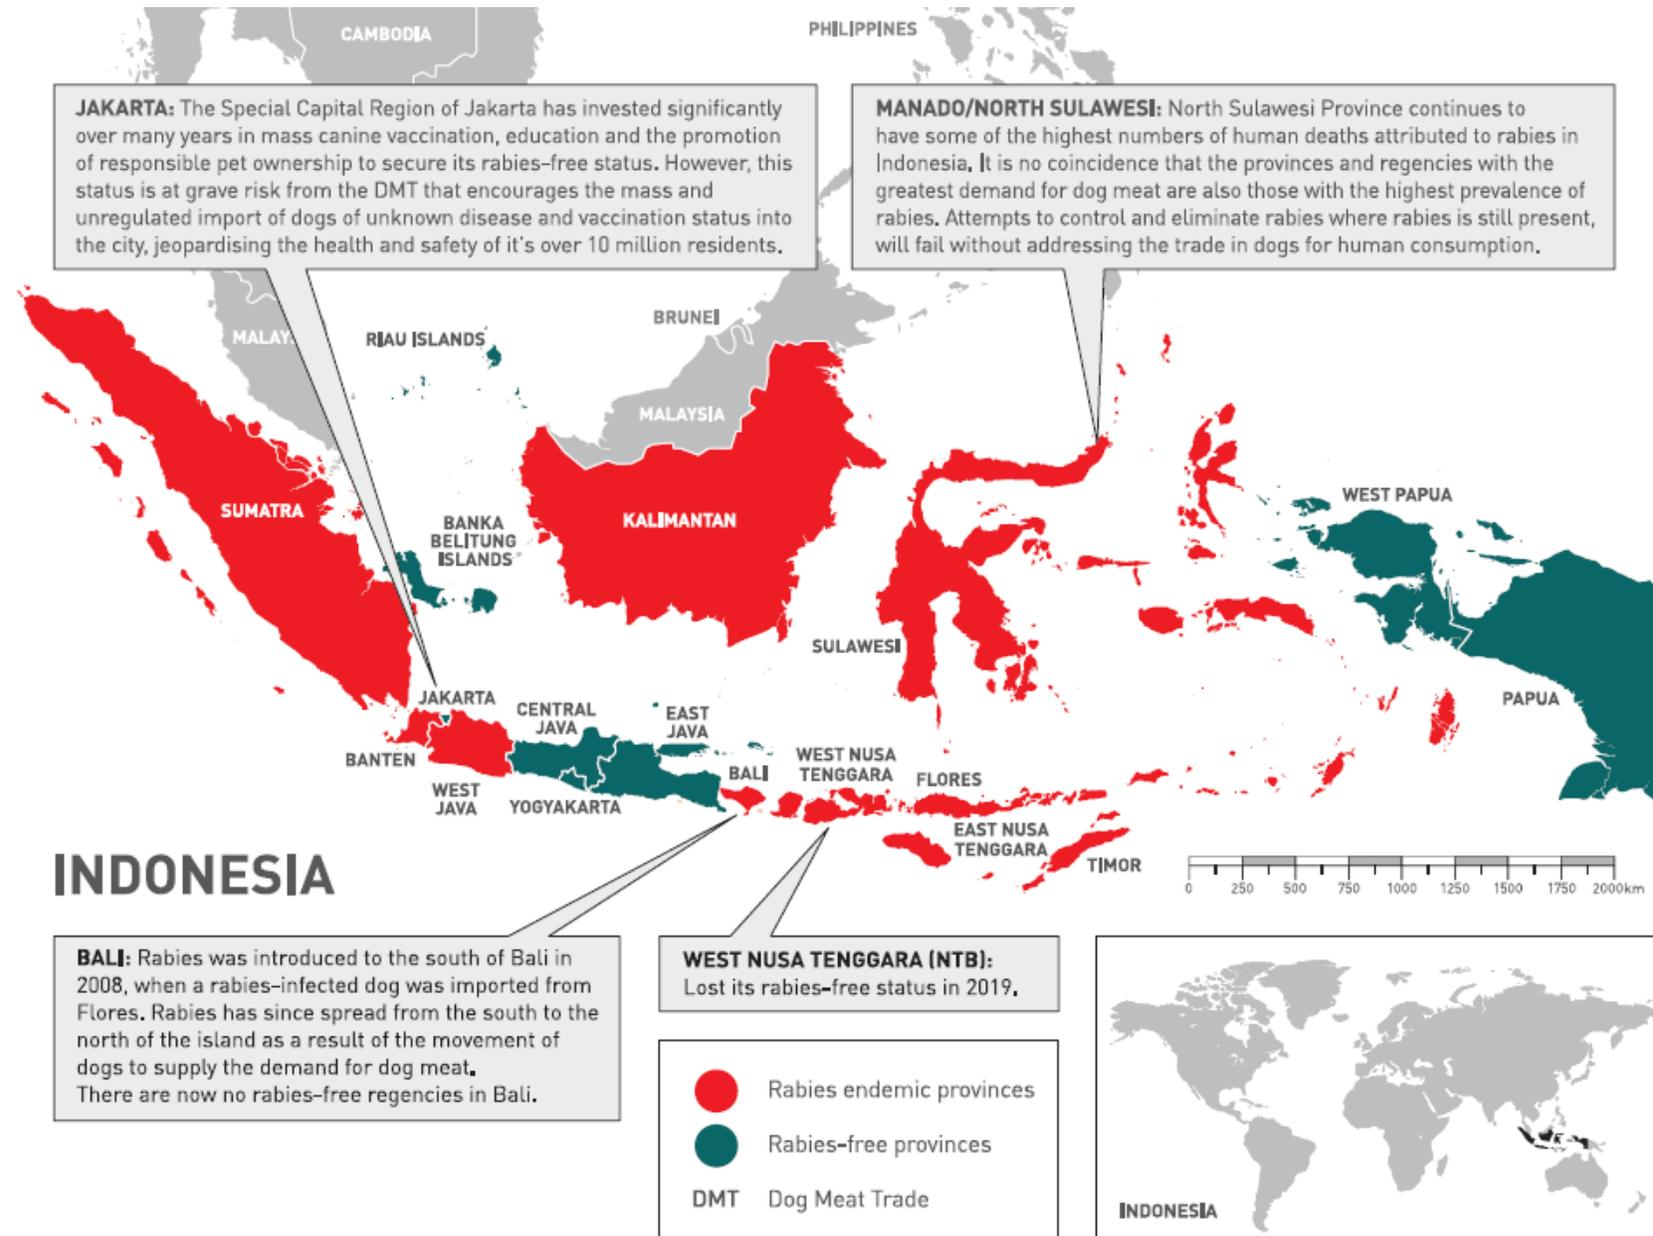 CAMBODIA
PHILIPPINES
JAKARTA: The Special Capital Region of Jakarta has invested significantly
over many years in mass canine vaccination, education and the promotion
of responsible pet ownership to secure its rabies-free status. However, this
status is at grave risk from the DMT that encourages the mass and
unregulated import of dogs of unknown disease and vaccination status into
the city, jeopardising the health and safety of it's over 10 million residents.
MANADO/NORTH SULAWESI: North Sulawesi Province continues to
have some of the highest numbers of human deaths attributed to rabies in
Indonesia. It is no coincidence that the provinces and regencies with the
greatest demand for dog meat are also those with the highest prevalence of
rabies. Attempts to control and eliminate rabies where rabies is still present,
will fail without addressing the trade in dogs for human consumption.
MALAY
RIAU ISLANDS
BRUNEI
MALAYSIA
SUMATRA
BANKA
BELITUNG
ISLANDS
KALIMANTAN
WEST PAPUA
SULAWESI
PAPUA
JAKARTA
BANTEN
WEST
JAVA
CENTRAL
JAVA
YOGYAKARTA
EAST
JAVA
BALI
WEST NUSA
TENGGARA
FLORES
EAST NUSA
TENGGARA
TIMOR
0 250 500 750 1000 1250 1500 1750 2000km
INDONESIA
BALI: Rabies was introduced to the south of Bali in
2008, when a rabies-infected dog was imported from
Flores. Rabies has since spread from the south to the
north of the island as a result of the movement of
dogs to supply the demand for dog meat.
There are now no rabies-free regencies in Bali.
WEST NUSA TENGGARA (NTB):
Lost its rabies-free status in 2019.
Rabies endemic provinces
Rabies-free provinces
DMT Dog Meat Trade
INDONESIA